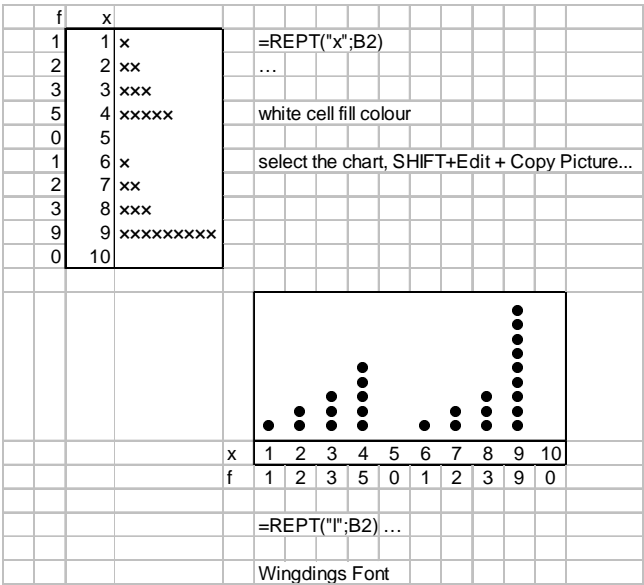 f x
1 1 × =REPT("x";B2)
2 2 ×× …
3 3 ×××
5 4 ××××× white cell fill colour
0 5
1 6 × select the chart, SHIFT+Edit + Copy Picture...
2 7 ××
3 8 ×××
9 9 ×××××××××
0 10
x 1 2 3 4 5 6 7 8 9 10
f 1 2 3 5 0 1 2 3 9 0
=REPT("l";B2) …
Wingdings Font